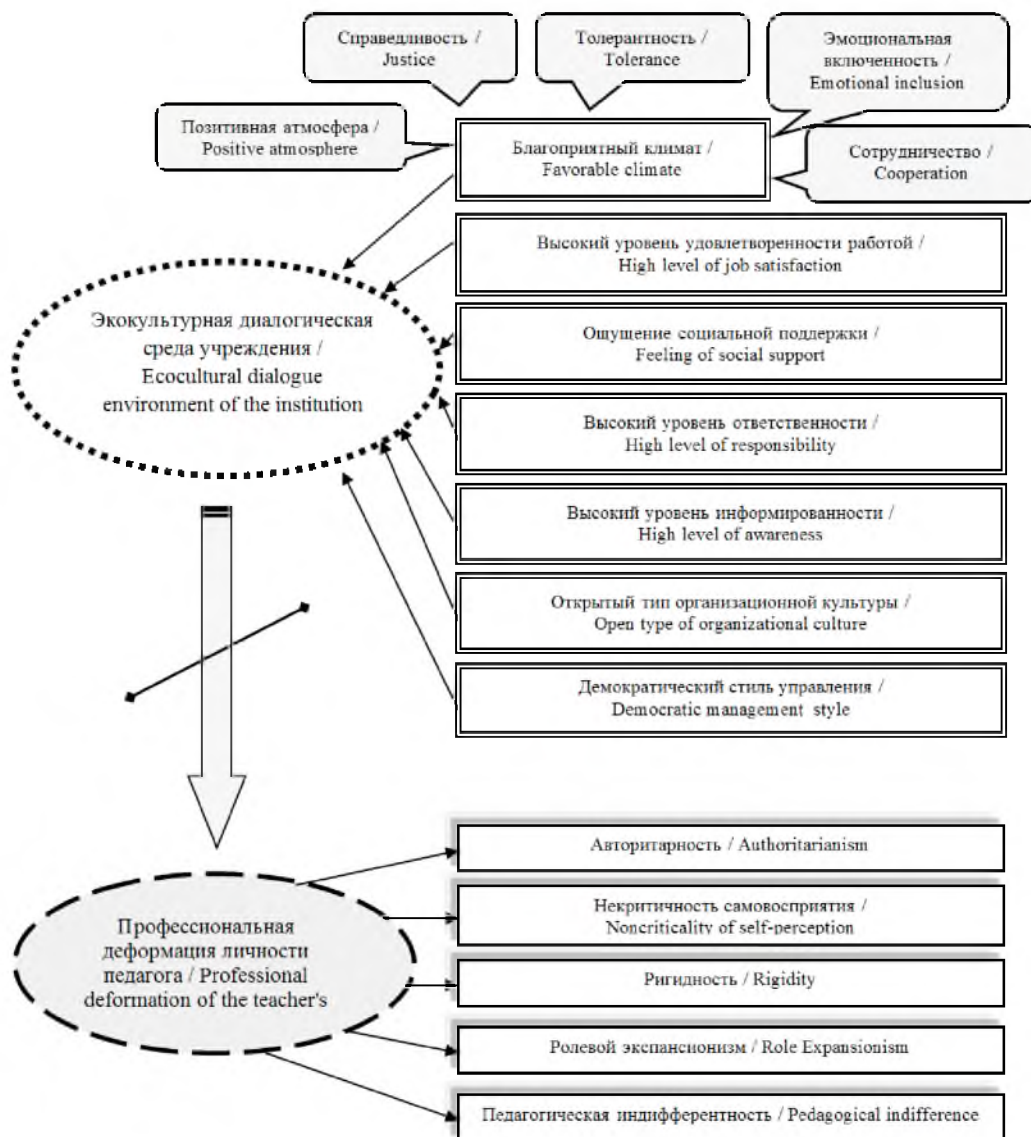 Справедливость /
Justice
Толерантность /
Tolerance
Эмоциональная
включенность /
Emotional inclusion
Позитивная атмосфера /
Positive atmosphere
Благоприятный климат /
Favorable climate
Сотрудничество /
Cooperation
Высокий уровень удовлетворенности работой /
High level of job satisfaction
Экокультурная диалогическая
среда учреждения /
Ecocultural dialogue
environment of the institution
Ощущение социальной поддержки /
Feeling of social support
Высокий уровень ответственности /
High level of responsibility
Высокий уровень информированности /
High level of awareness
Открытый тип организационной культуры /
Open type of organizational culture
Демократический стиль управления /
Democratic management style
Авторитарность / Authoritarianism
Некритичность самовосприятия /
Noncriticality of self-perception
Профессиональная
деформация личности
педагога / Professional
deformation of the teacher's
Ригидность / Rigidity
Ролевой экспансионизм / Role Expansionism
Педагогическая индифферентность / Pedagogical indifference